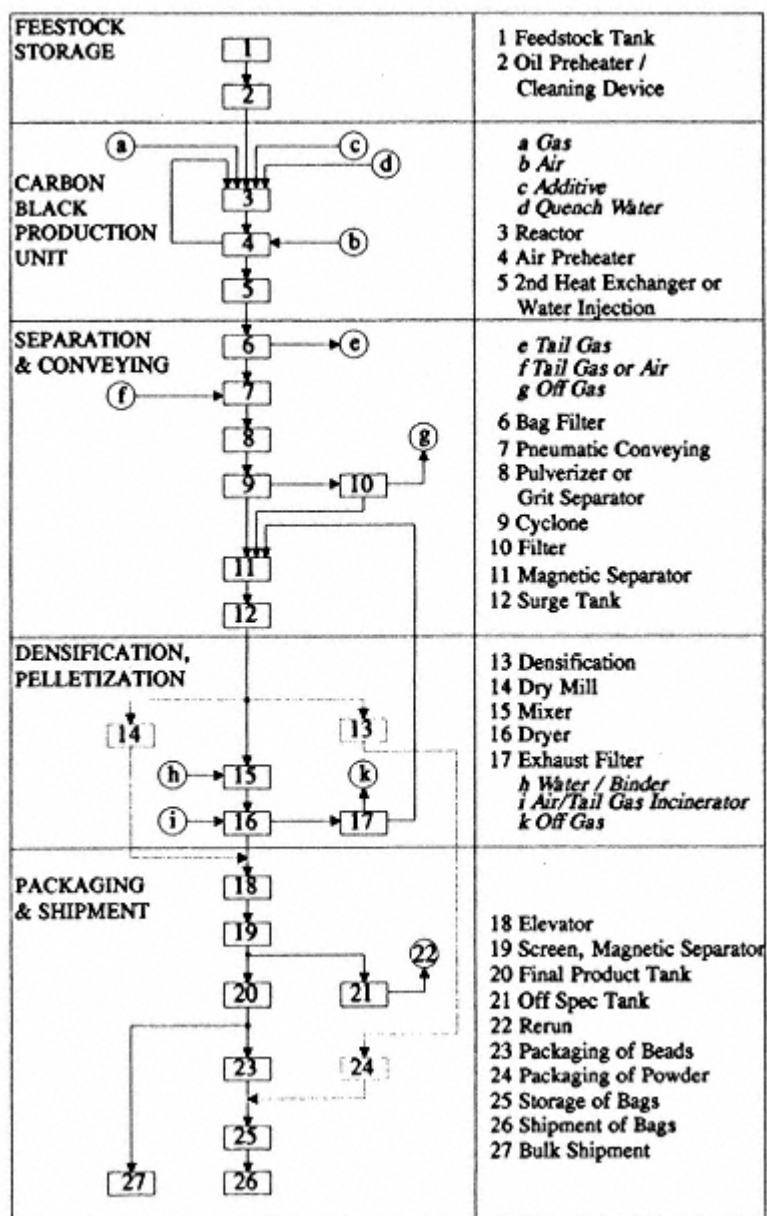 FEESTOCK
STORAGE
1
2
1 Feedstock Tank
2 Oil Preheater /
Cleaning Device
CARBON
BLACK
PRODUCTION
UNIT
a
c
d
3
4
b
5
a Gas
b Air
c Additive
d Quench Water
3 Reactor
4 Air Preheater
5 2nd Heat Exchanger or
Water Injection
SEPARATION
& CONVEYING
6
e
f
7
8
g
9
10
11
12
e Tail Gas
f Tail Gas or Air
g Off Gas
6 Bag Filter
7 Pneumatic Conveying
8 Pulverizer or
Grit Separator
9 Cyclone
10 Filter
11 Magnetic Separator
12 Surge Tank
DENSIFICATION,
PELLETIZATION
14
13
h
15
k
i
16
17
13 Densification
14 Dry Mill
15 Mixer
16 Dryer
17 Exhaust Filter
h Water / Binder
i Air/Tail Gas Incinerator
k Off Gas
PACKAGING
& SHIPMENT
18
19
22
20
21
23
24
25
27
26
18 Elevator
19 Screen, Magnetic Separator
20 Final Product Tank
21 Off Spec Tank
22 Rerun
23 Packaging of Beads
24 Packaging of Powder
25 Storage of Bags
26 Shipment of Bags
27 Bulk Shipment